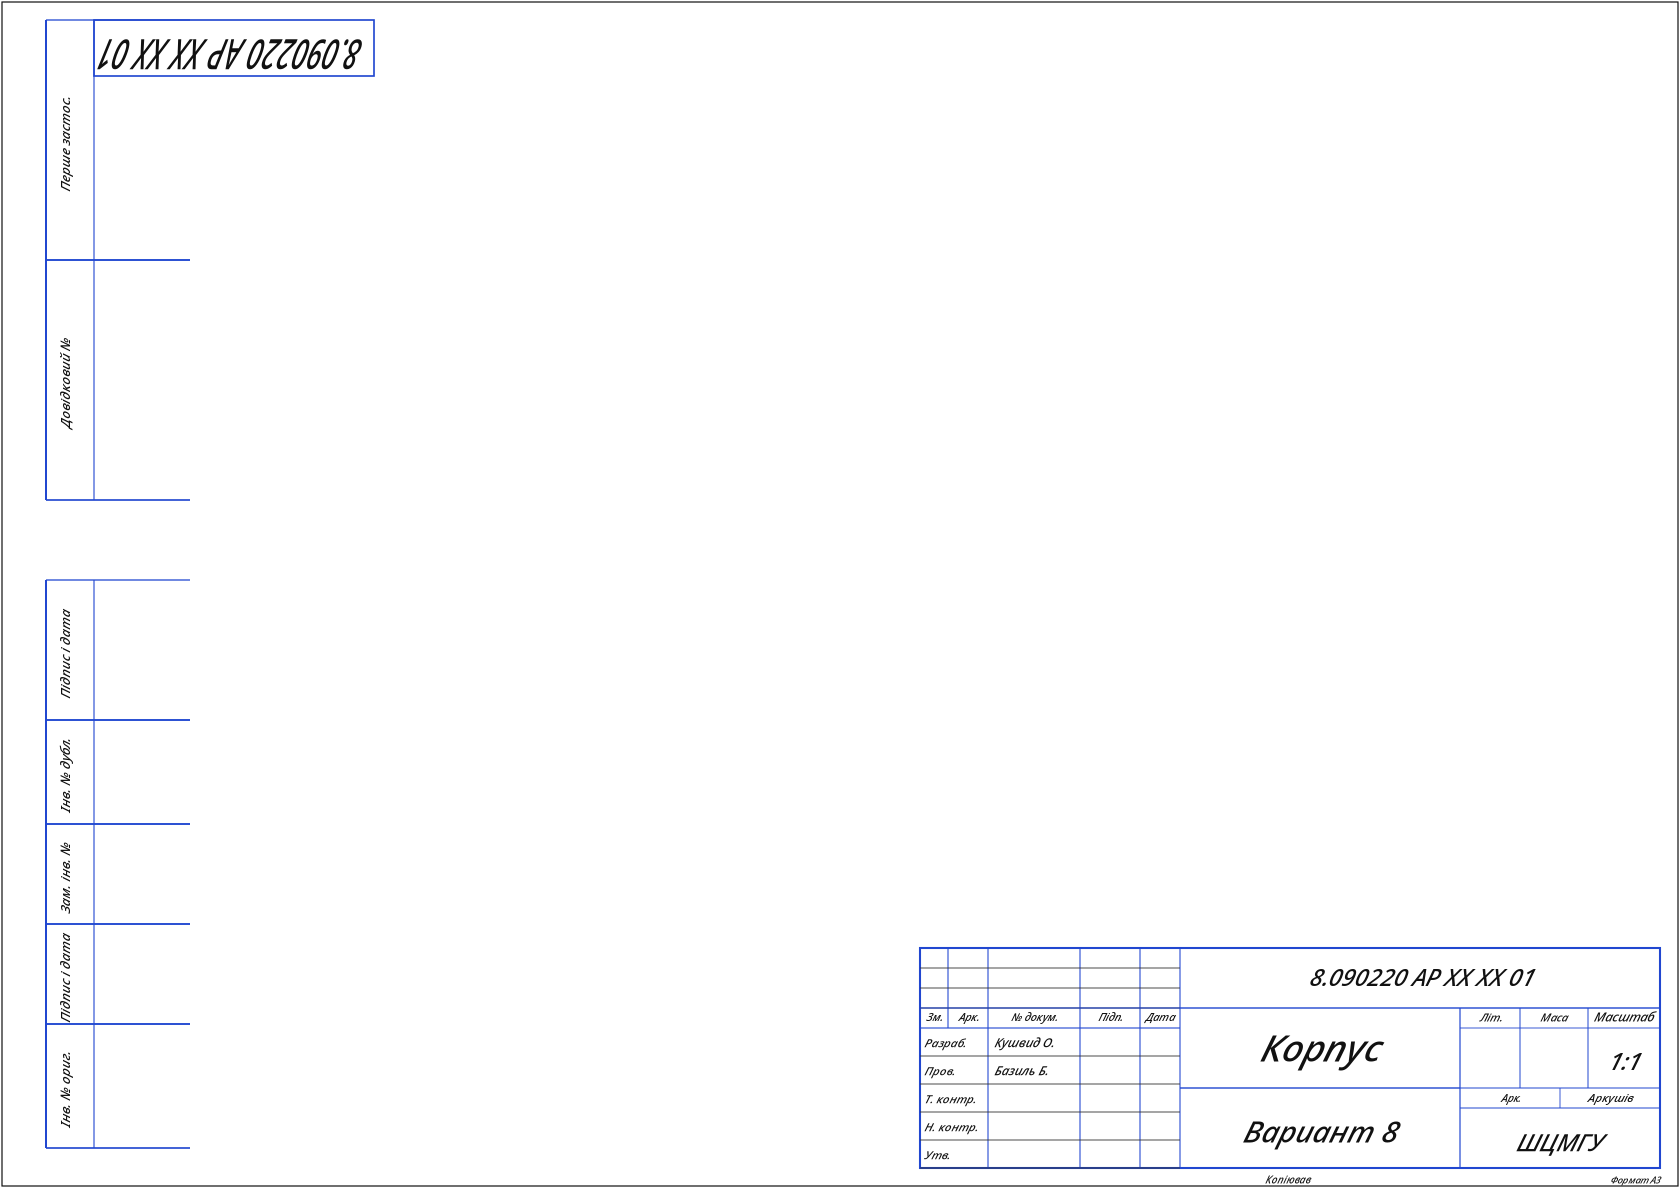 8.090220 АР ХХ ХХ 01
Перше застос.
Довідковий №
Підпис і дата
Інв. № дубл.
Зам. інв. №
Підпис і дата
Інв. № ориг.
8.090220 АР ХХ ХХ 01
Зм. Арк. № докум. Підп. Дата
Разраб. Кушвид О.
Пров. Базиль Б.
Т. контр.
Н. контр.
Утв.
Корпус
Вариант 8
Літ. Маса Масштаб
1:1
Арк. Аркушів
ШЦМГУ
Копіював
Формат А3